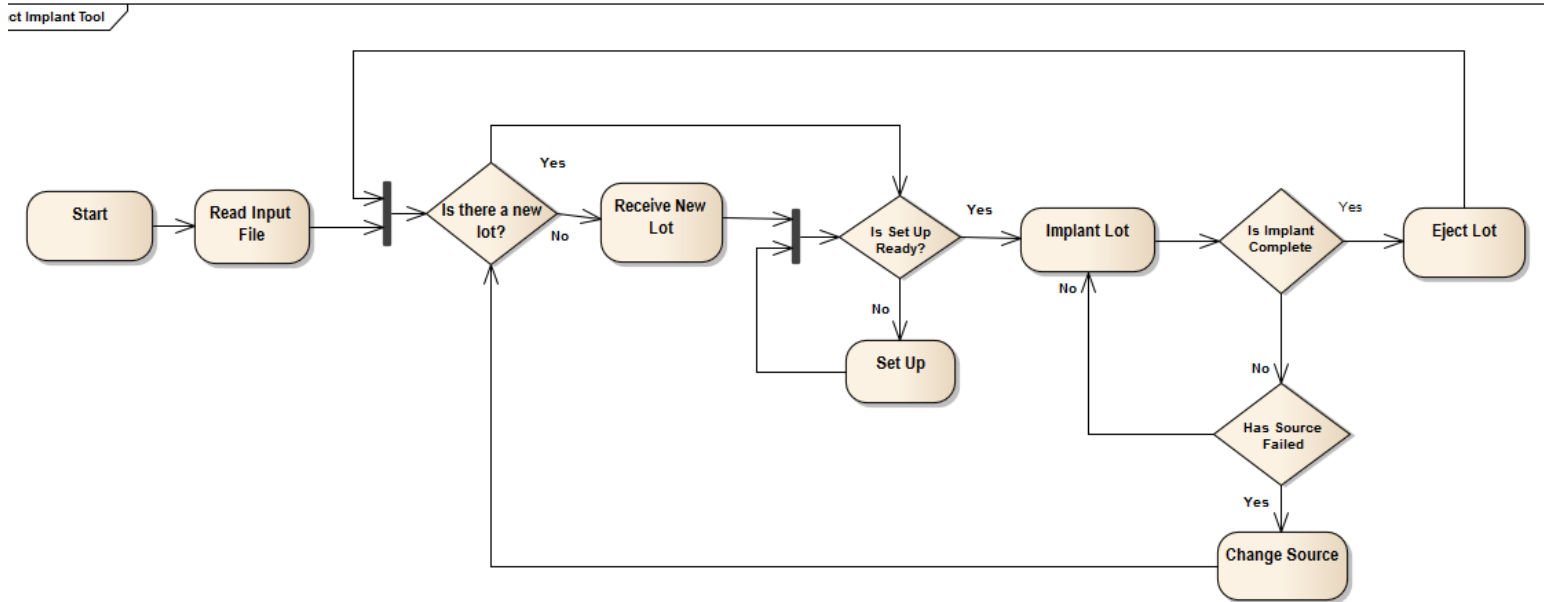 ct Implant Tool
Start
Read Input
File
Is there a new
lot?
Yes
No
Receive New
Lot
Is Set Up
Ready?
Yes
No
Set Up
Implant Lot
No
Is Implant
Complete
Yes
No
Eject Lot
Has Source
Failed
Yes
Change Source